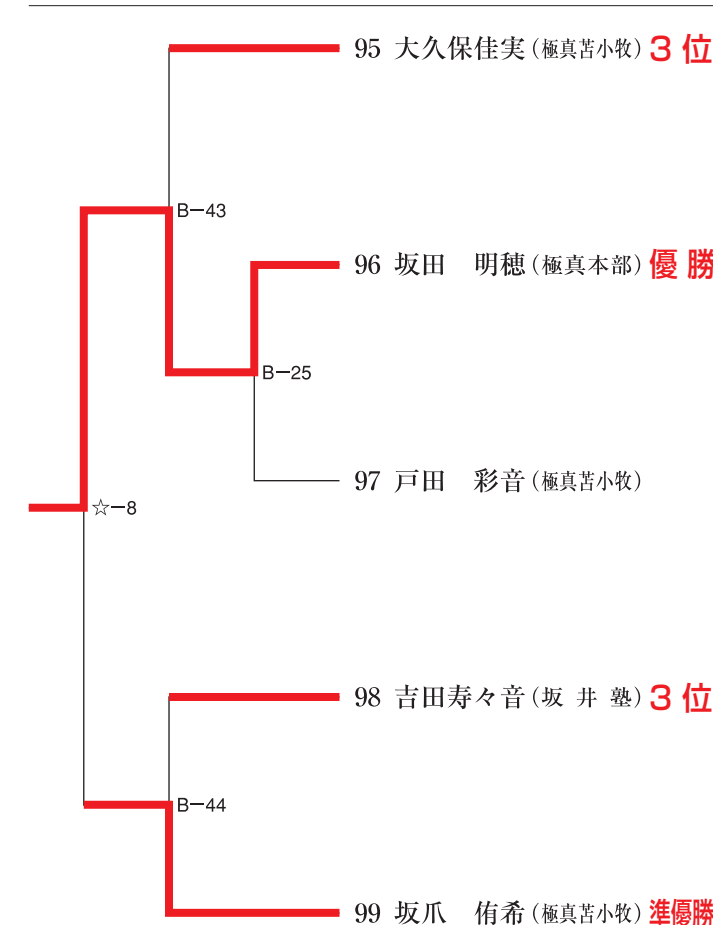 95 大久保佳実（極真苫小牧）3 位
B－43
96 坂田　明穂（極真本部）優 勝
B－25
97 戸田　彩音（極真苫小牧）
☆－8
98 吉田寿々音（坂 井 塾）3 位
B－44
99 坂爪　侑希（極真苫小牧）準優勝